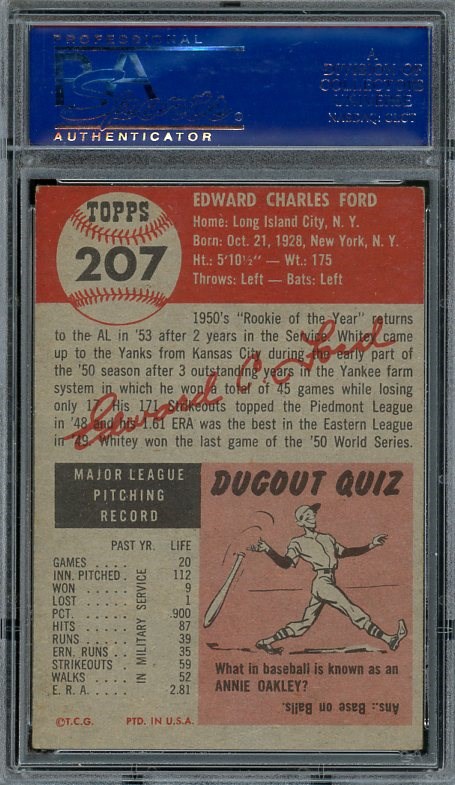 PROFESSIONAL
PSA
Sports
AUTHENTICATOR
A
DIVISION OF
COLLECTORS
UNIVERSE
NASDAQ: CLCT
TOPPS
207
EDWARD CHARLES FORD
Home: Long Island City, N. Y.
Born: Oct. 21, 1928, New York, N. Y.
Ht.: 5'10½" — Wt.: 175
Throws: Left — Bats: Left
1950's "Rookie of the Year" returns
to the AL in '53 after 2 years in the Service. Whitey came
up to the Yanks from Kansas City during the early part of
the '50 season after 3 outstanding years in the Yankee farm
system in which he won a total of 45 games while losing
only 17. His 171 Strikeouts topped the Piedmont League
in '48 and his 1.61 ERA was the best in the Eastern League
in '49. Whitey won the last game of the '50 World Series.
Edward C. Ford
MAJOR LEAGUE
PITCHING
RECORD
PAST YR. LIFE
GAMES . . . . . 20
INN. PITCHED . 112
WON . . . . . . 9
LOST . . . . . 1
PCT. . . . . . .900
HITS . . . . . 87
RUNS . . . . . 39
ERN. RUNS . . 35
STRIKEOUTS . . 59
WALKS . . . . 52
E. R. A. . . . . 2.81
IN MILITARY SERVICE
©T.C.G. PTD. IN U.S.A.
DUGOUT QUIZ
What in baseball is known as an
ANNIE OAKLEY?
Ans.: Base on Balls.